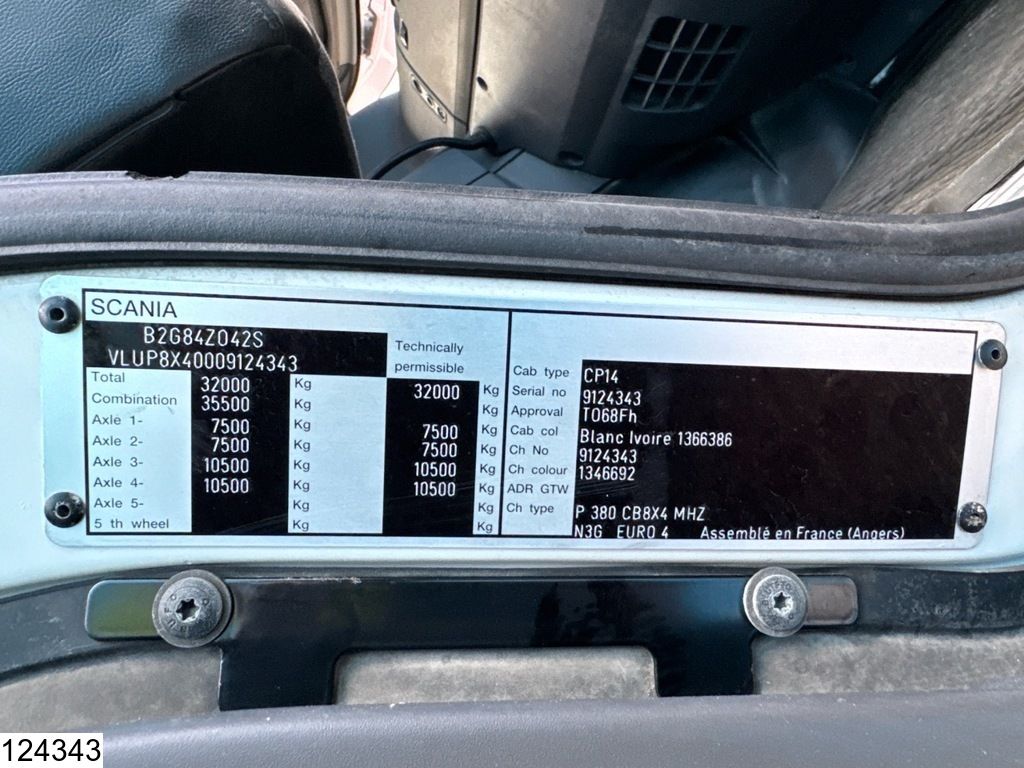 SCANIA
B2G84Z042S
VLUP8X40009124343
Technically
permissible
Total 32000 Kg 32000 Kg
Combination 35500 Kg Kg
Axle 1- 7500 Kg 7500 Kg
Axle 2- 7500 Kg 7500 Kg
Axle 3- 10500 Kg 10500 Kg
Axle 4- 10500 Kg 10500 Kg
Axle 5- Kg Kg
5 th wheel Kg Kg
Cab type CP14
Serial no 9124343
Approval T068Fh
Cab col Blanc Ivoire 1366386
Ch No 9124343
Ch colour 1346692
ADR GTW
Ch type P 380 CB8X4 MHZ
N3G EURO 4 Assemblè en France (Angers)
124343